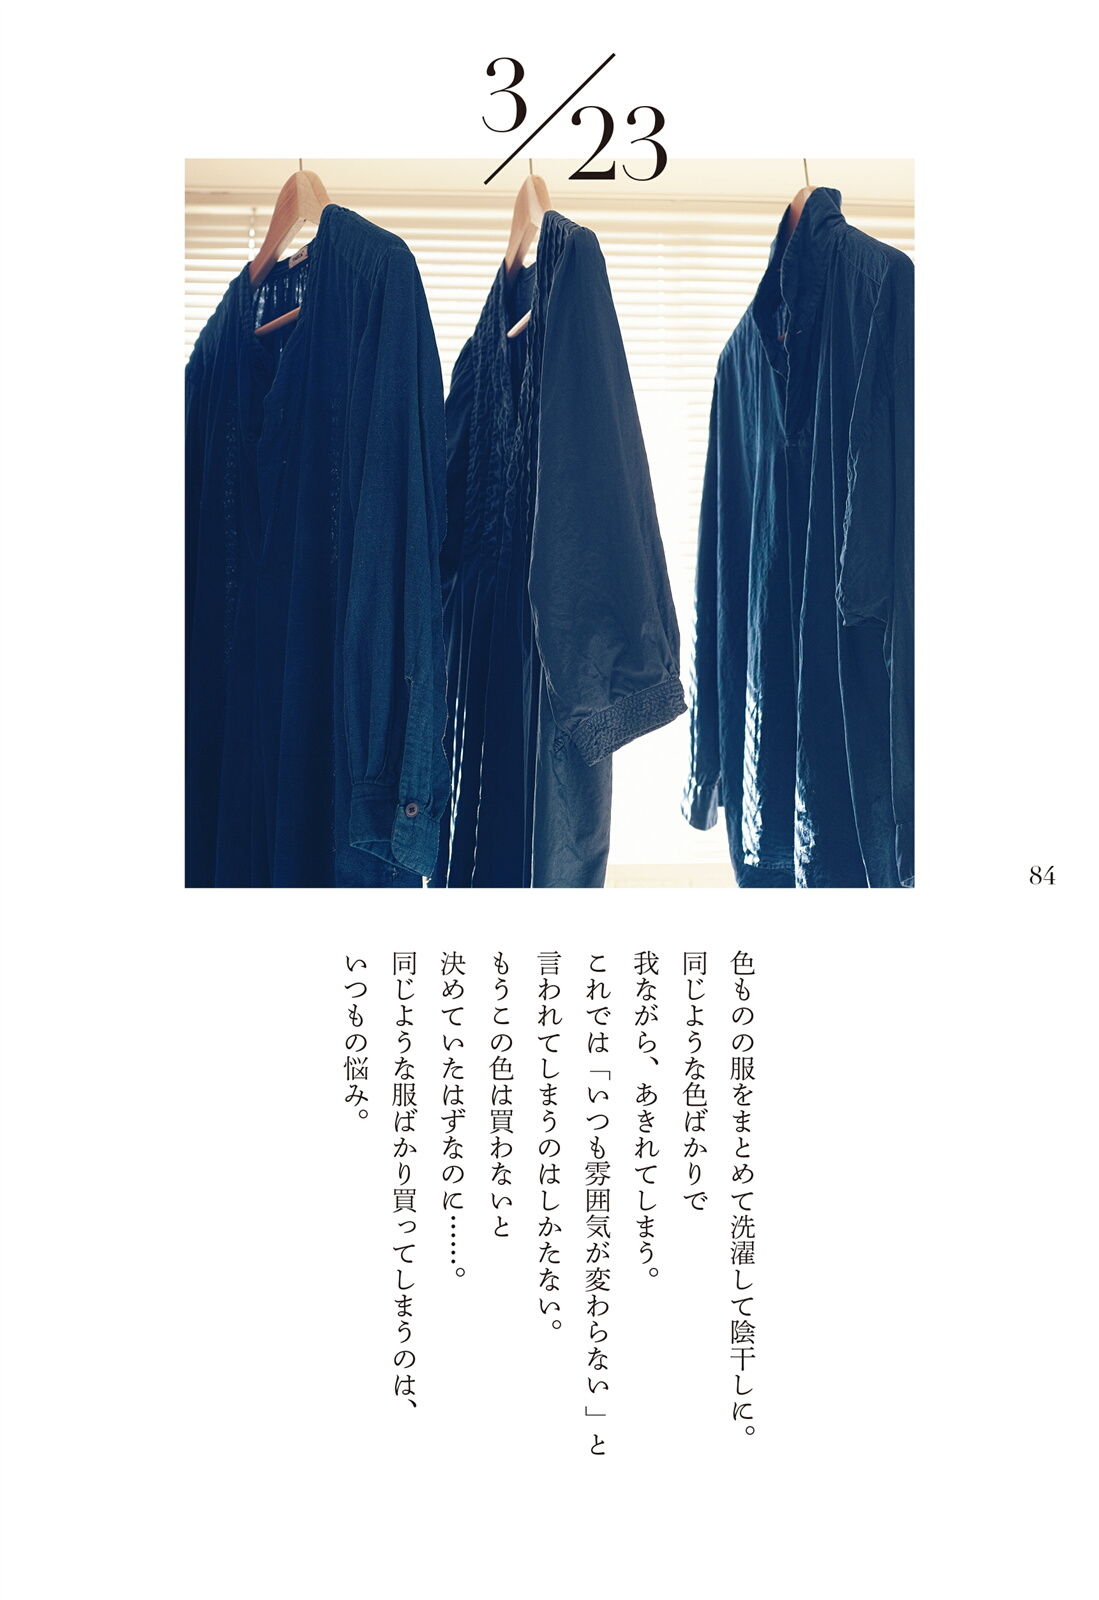 3/23
84
色ものの服をまとめて洗濯して陰干しに。
同じような色ばかりで
我ながら、あきれてしまう。
これでは「いつも雰囲気が変わらない」と
言われてしまうのはしかたない。
もうこの色は買わないと
決めていたはずなのに……。
同じような服ばかり買ってしまうのは、
いつもの悩み。